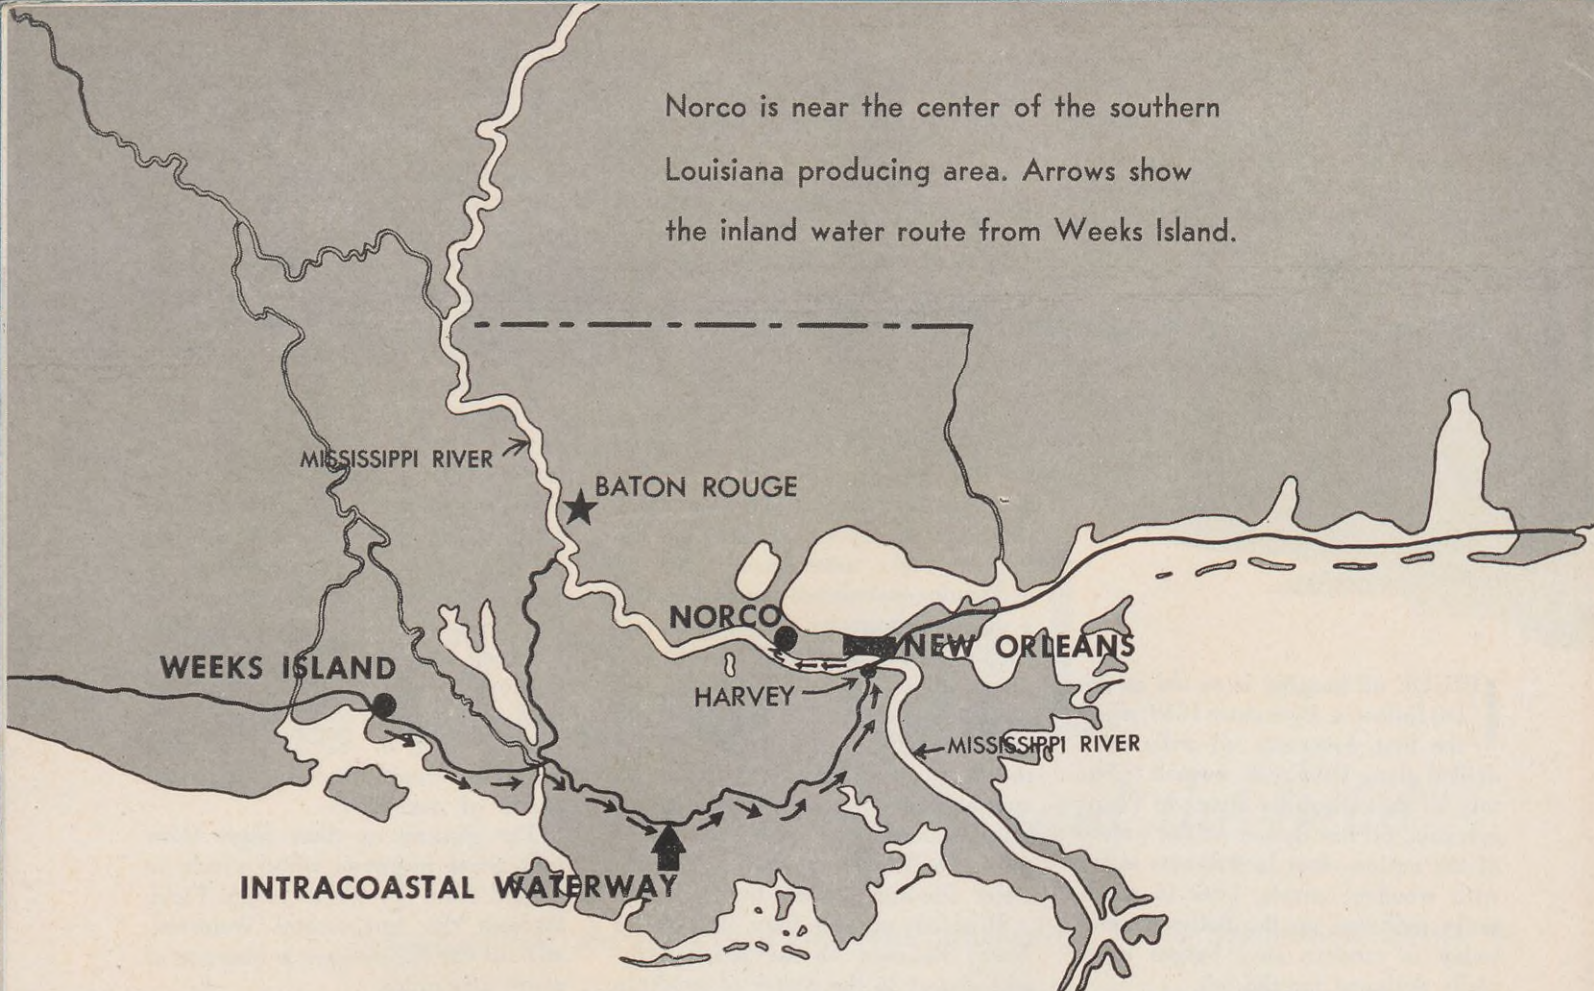 Norco is near the center of the southern
Louisiana producing area. Arrows show
the inland water route from Weeks Island.
MISSISSIPPI RIVER
BATON ROUGE
NORCO
NEW ORLEANS
WEEKS ISLAND
HARVEY
MISSISSIPPI RIVER
INTRACOASTAL WATERWAY